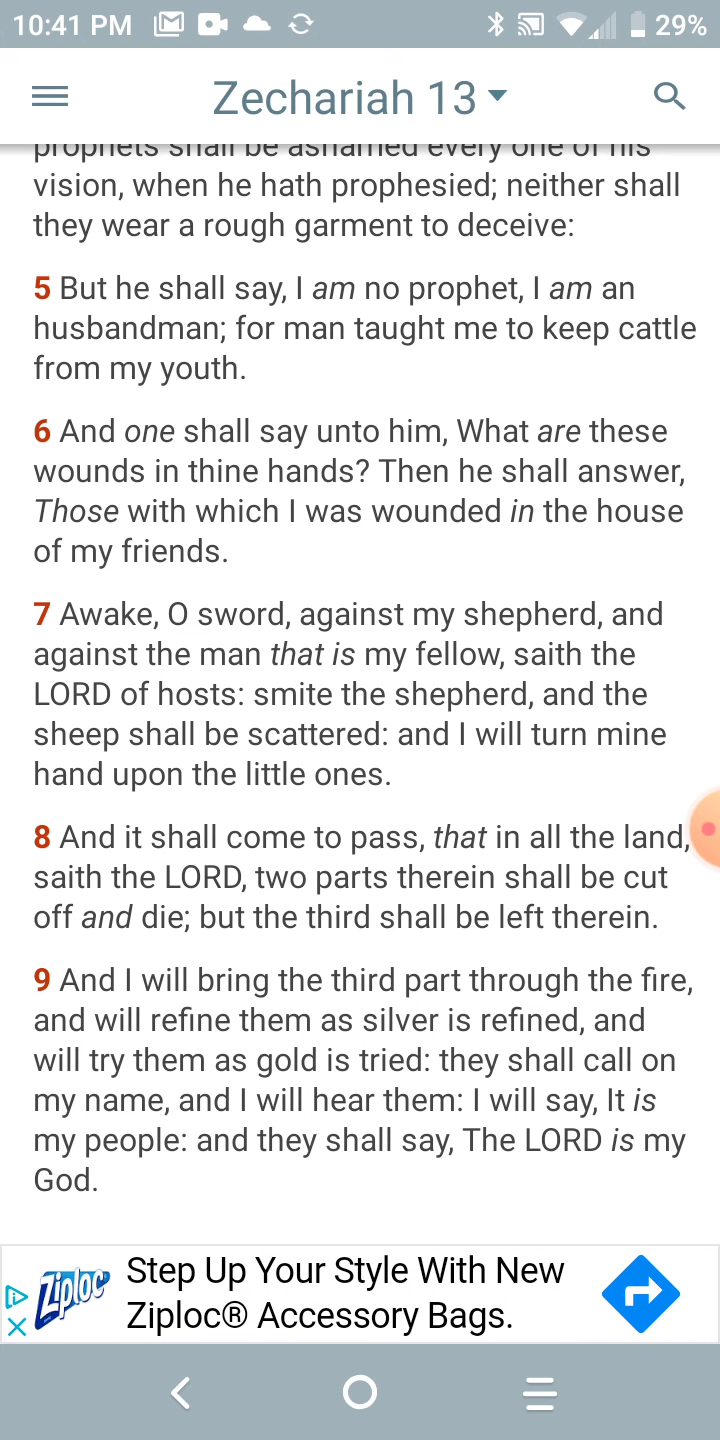 10:41 PM
29%
Zechariah 13
prophets shall be ashamed every one of his
vision, when he hath prophesied; neither shall
they wear a rough garment to deceive:
5 But he shall say, I am no prophet, I am an
husbandman; for man taught me to keep cattle
from my youth.
6 And one shall say unto him, What are these
wounds in thine hands? Then he shall answer,
Those with which I was wounded in the house
of my friends.
7 Awake, O sword, against my shepherd, and
against the man that is my fellow, saith the
LORD of hosts: smite the shepherd, and the
sheep shall be scattered: and I will turn mine
hand upon the little ones.
8 And it shall come to pass, that in all the land,
saith the LORD, two parts therein shall be cut
off and die; but the third shall be left therein.
9 And I will bring the third part through the fire,
and will refine them as silver is refined, and
will try them as gold is tried: they shall call on
my name, and I will hear them: I will say, It is
my people: and they shall say, The LORD is my
God.
Ziploc
Step Up Your Style With New
Ziploc® Accessory Bags.